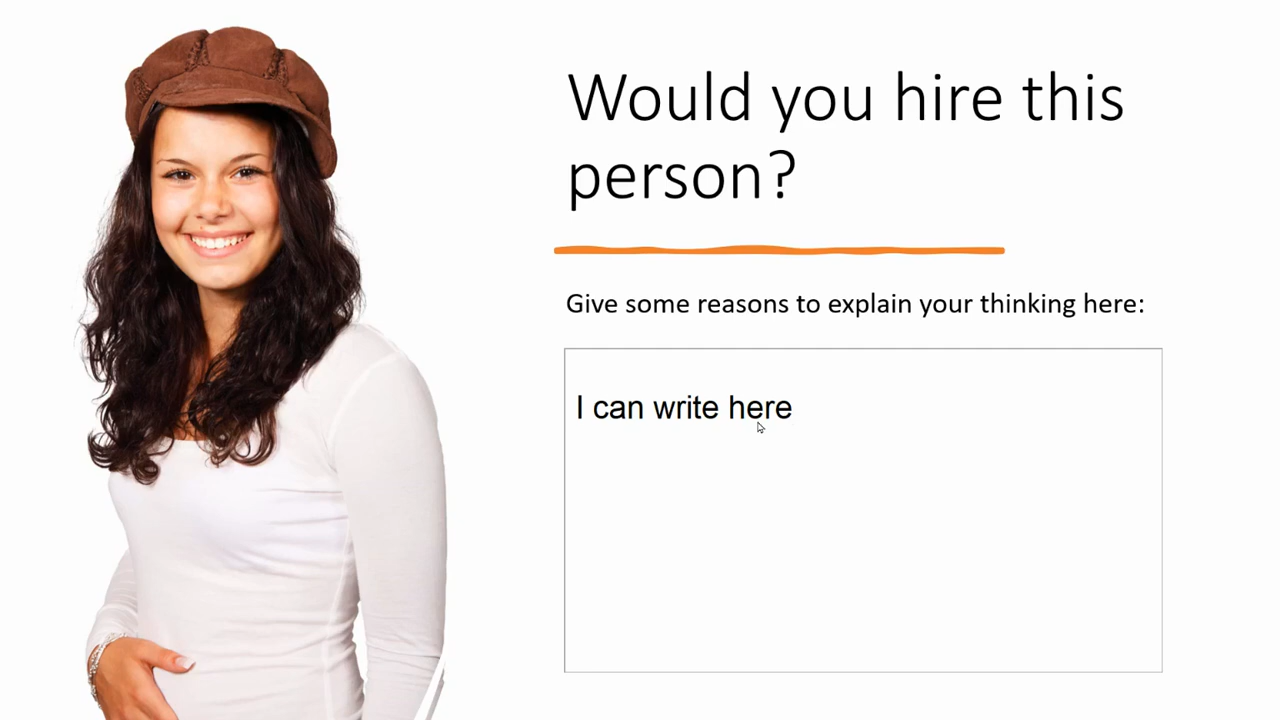 Would you hire this
person?
Give some reasons to explain your thinking here:
I can write here